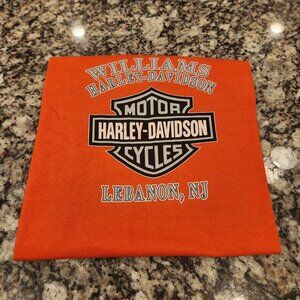 WILLIAMS
HARLEY-DAVIDSON
MOTOR
HARLEY-DAVIDSON
CYCLES
LEBANON, NJ